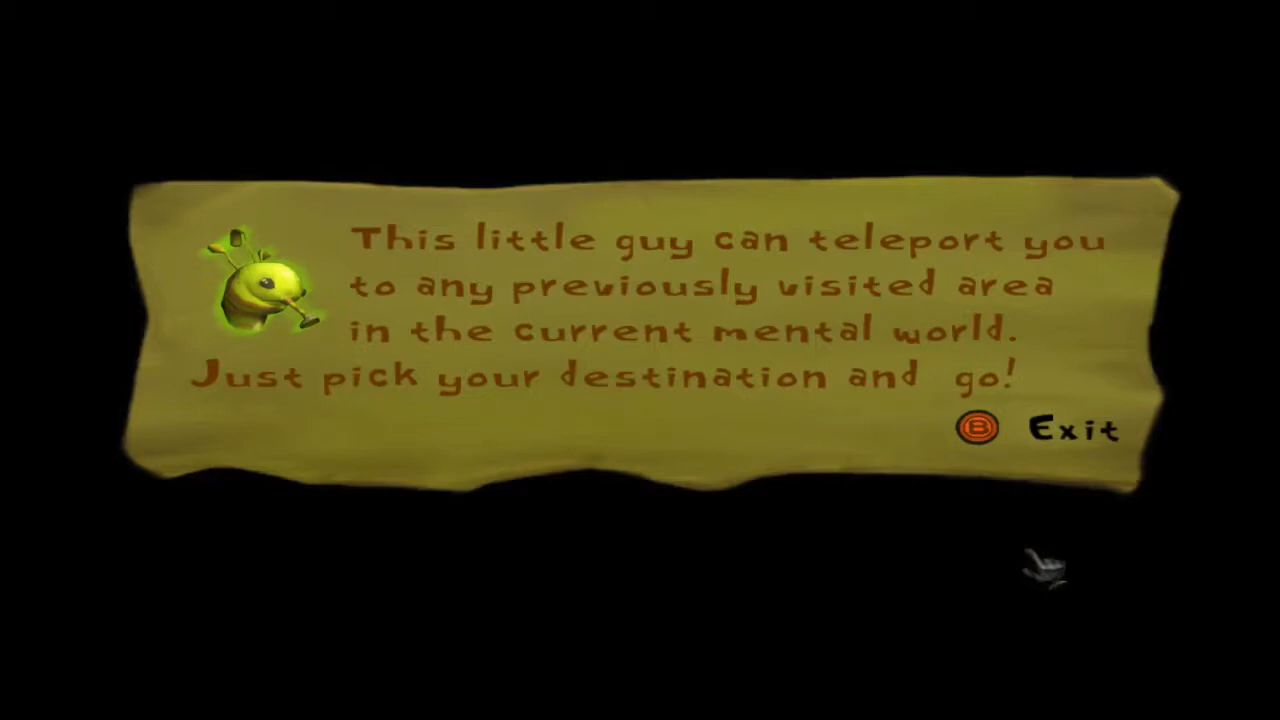 This little guy can teleport you
to any previously visited area
in the current mental world.
Just pick your destination and go!
B Exit